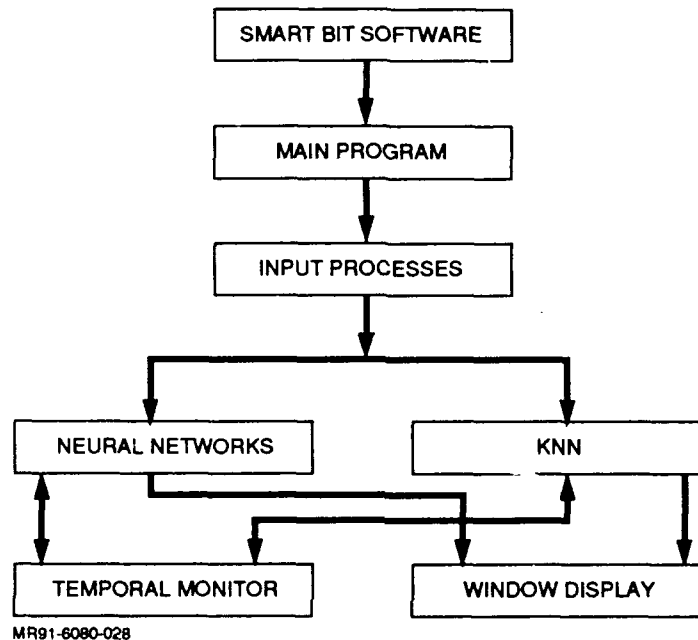 SMART BIT SOFTWARE
MAIN PROGRAM
INPUT PROCESSES
NEURAL NETWORKS
KNN
TEMPORAL MONITOR
WINDOW DISPLAY
MR91-6080-028